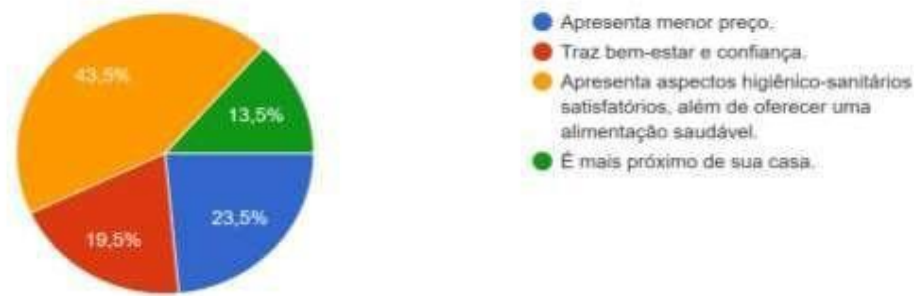 43,5%
13,5%
23,5%
19,5%
Apresenta menor preço.
Traz bem-estar e confiança.
Apresenta aspectos higiênico-sanitários
satisfatórios, além de oferecer uma
alimentação saudável.
É mais próximo de sua casa.